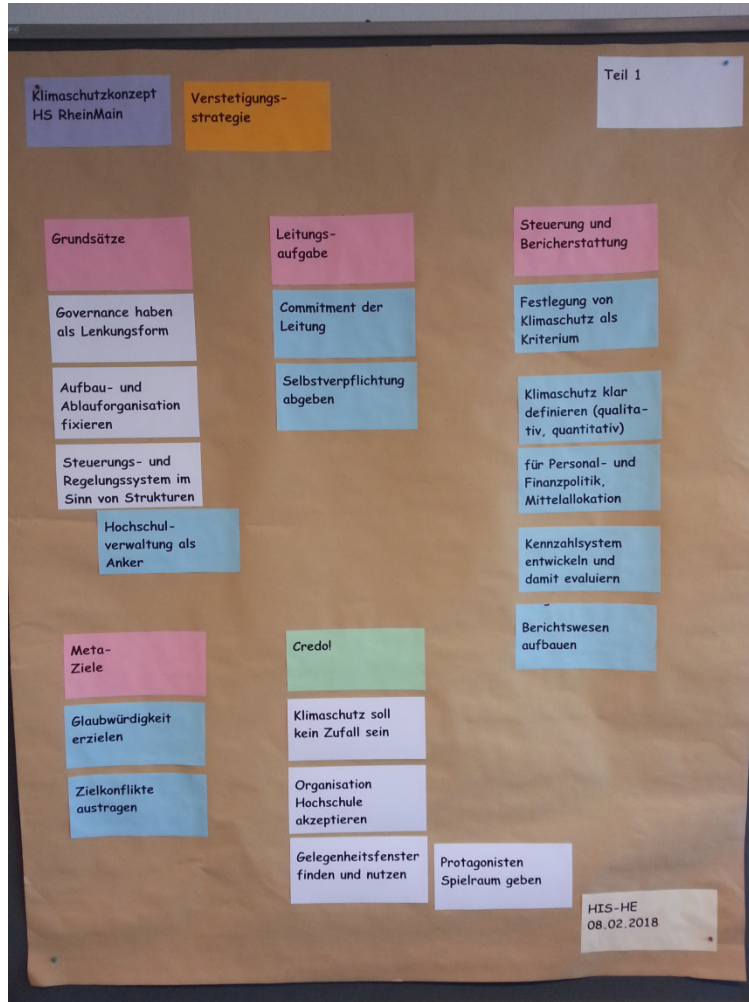 Klimaschutzkonzept
HS RheinMain
Verstetigungs-
strategie
Teil 1
Grundsätze
Governance haben
als Lenkungsform
Aufbau- und
Ablauforganisation
fixieren
Steuerungs- und
Regelungssystem im
Sinn von Strukturen
Hochschul-
verwaltung als
Anker
Leitungs-
aufgabe
Commitment der
Leitung
Selbstverpflichtung
abgeben
Steuerung und
Bericherstattung
Festlegung von
Klimaschutz als
Kriterium
Klimaschutz klar
definieren (qualita-
tiv, quantitativ)
für Personal- und
Finanzpolitik,
Mittelallokation
Kennzahlsystem
entwickeln und
damit evaluiern
Berichtswesen
aufbauen
Meta-
Ziele
Glaubwürdigkeit
erzielen
Zielkonflikte
austragen
Credo!
Klimaschutz soll
kein Zufall sein
Organisation
Hochschule
akzeptieren
Gelegenheitsfenster
finden und nutzen
Protagonisten
Spielraum geben
HIS-HE
08.02.2018